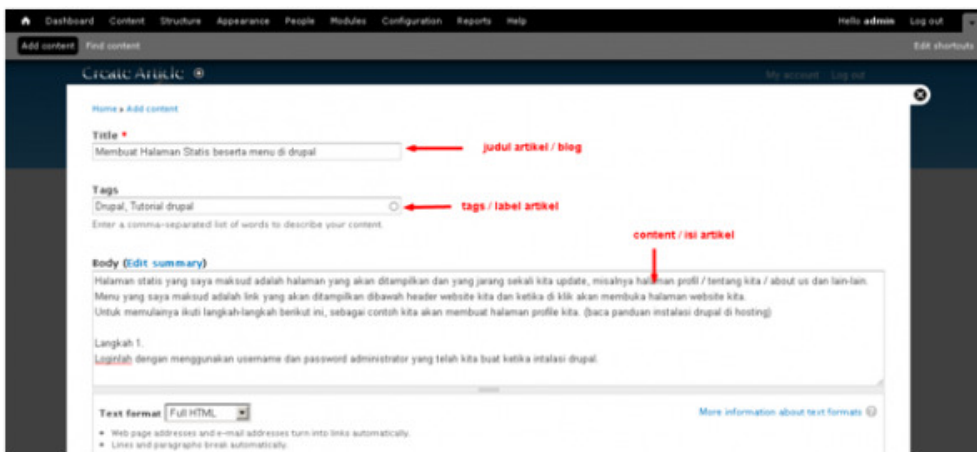 Dashboard Content Structure Appearance People Modules Configuration Reports Help Hello admin Log out
Add content Find content Edit shortcuts
Create Article My account Log out
Home » Add content
Title *
Membuat Halaman Statis beserta menu di drupal
judul artikel / blog
Tags
Drupal, Tutorial drupal
tags / label artikel
Enter a comma-separated list of words to describe your content.
content / isi artikel
Body (Edit summary)
Halaman statis yang saya maksud adalah halaman yang akan ditampilkan dan yang jarang sekali kita update, misalnya halaman profil / tentang kita / about us dan lain-lain.
Menu yang saya maksud adalah link yang akan ditampilkan dibawah header website kita dan ketika di klik akan membuka halaman website kita.
Untuk memulainya ikuti langkah-langkah berikut ini, sebagai contoh kita akan membuat halaman profile kita. (baca panduan instalasi drupal di hosting)
Langkah 1.
Loginlah dengan menggunakan username dan password administrator yang telah kita buat ketika intalasi drupal.
Text format Full HTML More information about text formats
Web page addresses and e-mail addresses turn into links automatically.
Lines and paragraphs break automatically.